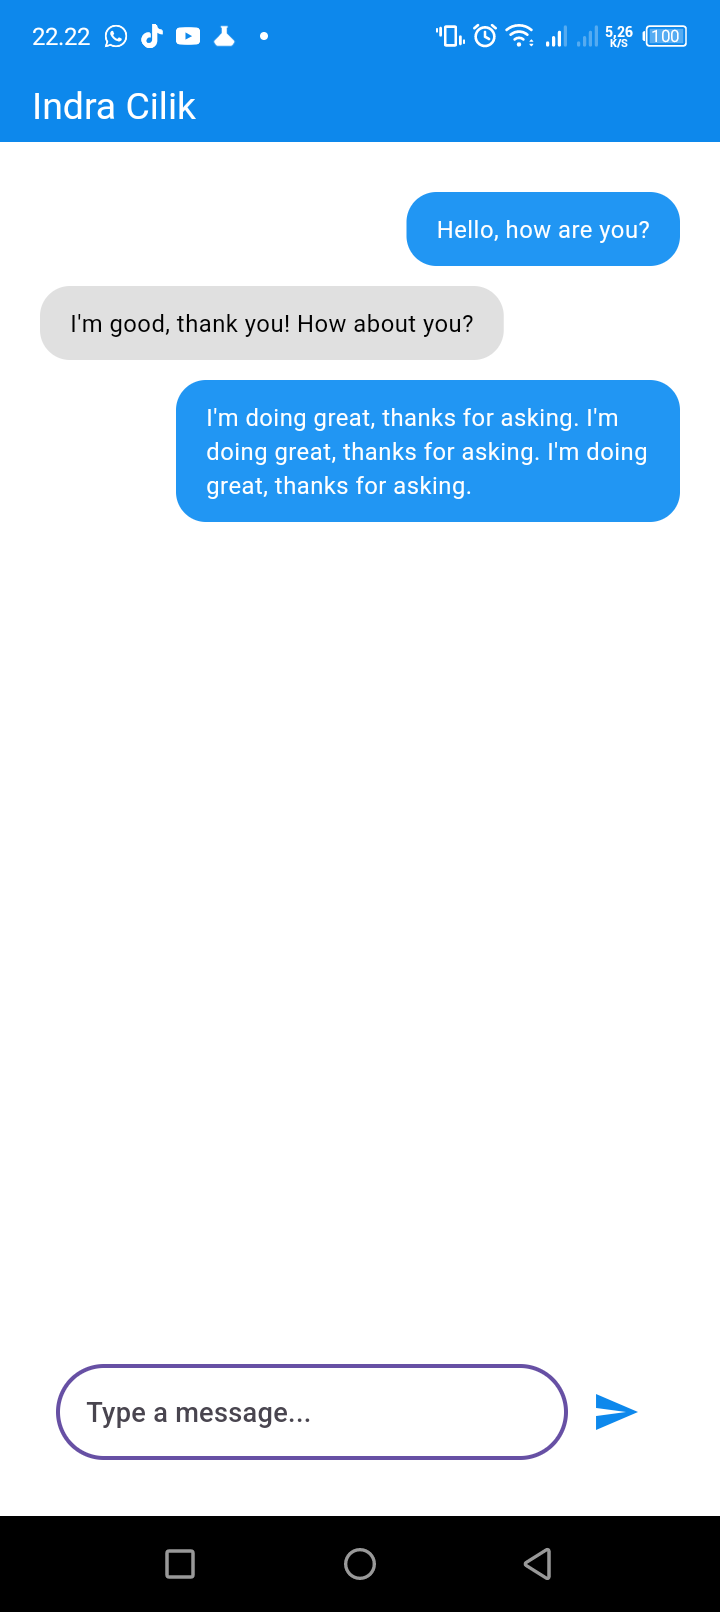 22.22
5,26
K/S
100
Indra Cilik
Hello, how are you?
I'm good, thank you! How about you?
I'm doing great, thanks for asking. I'm
doing great, thanks for asking. I'm doing
great, thanks for asking.
Type a message...